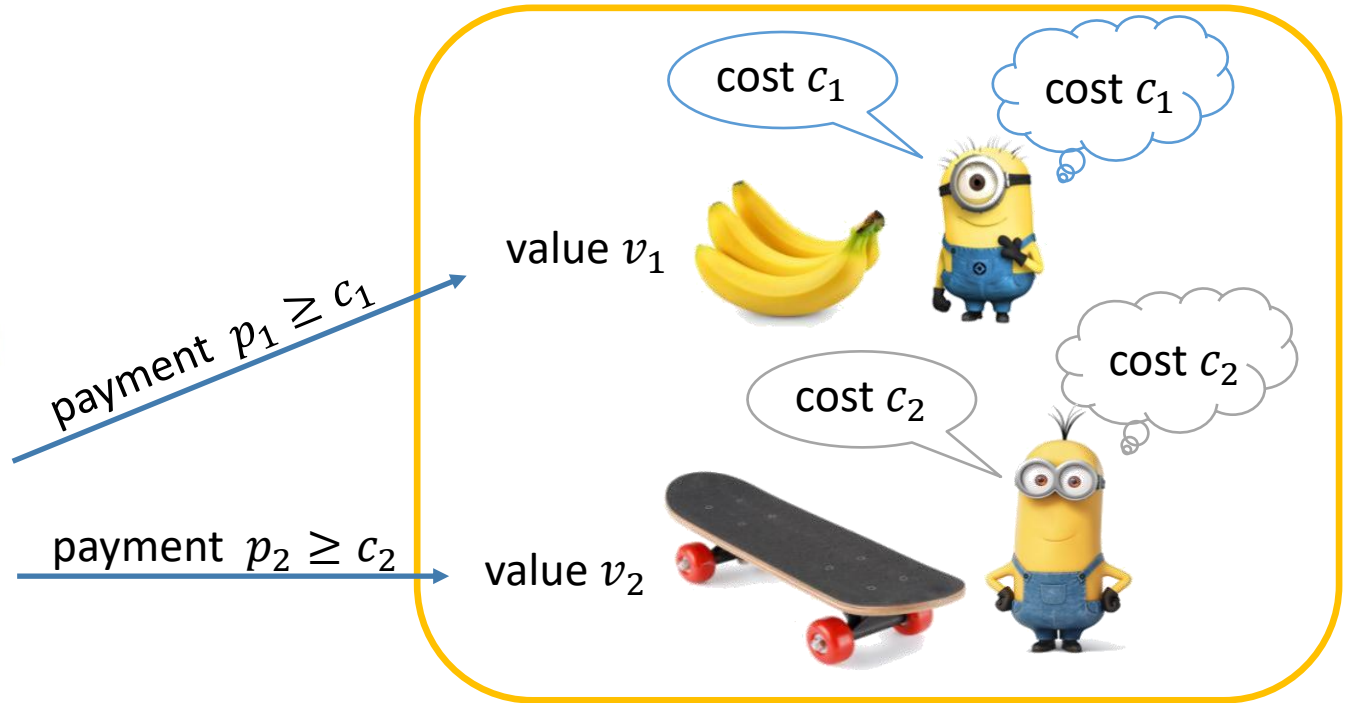 cost c₁
cost c₁
value v₁
payment p₁ ≥ c₁
cost c₂
cost c₂
payment p₂ ≥ c₂
value v₂